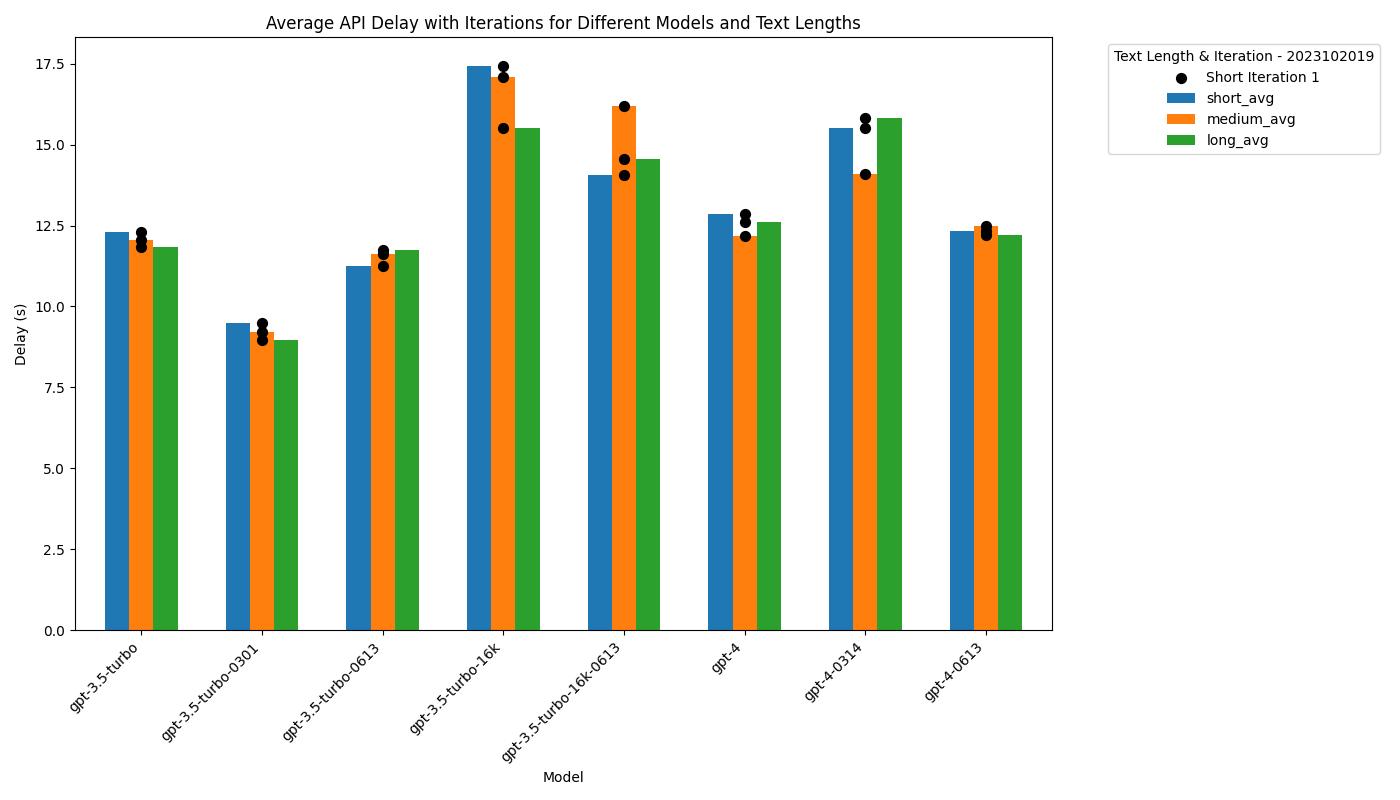 Average API Delay with Iterations for Different Models and Text Lengths
Text Length & Iteration - 2023102019
Short Iteration 1
short_avg
medium_avg
long_avg
Delay (s)
17.5
15.0
12.5
10.0
7.5
5.0
2.5
0.0
gpt-3.5-turbo
gpt-3.5-turbo-0301
gpt-3.5-turbo-0613
gpt-3.5-turbo-16k
gpt-3.5-turbo-16k-0613
gpt-4
gpt-4-0314
gpt-4-0613
Model